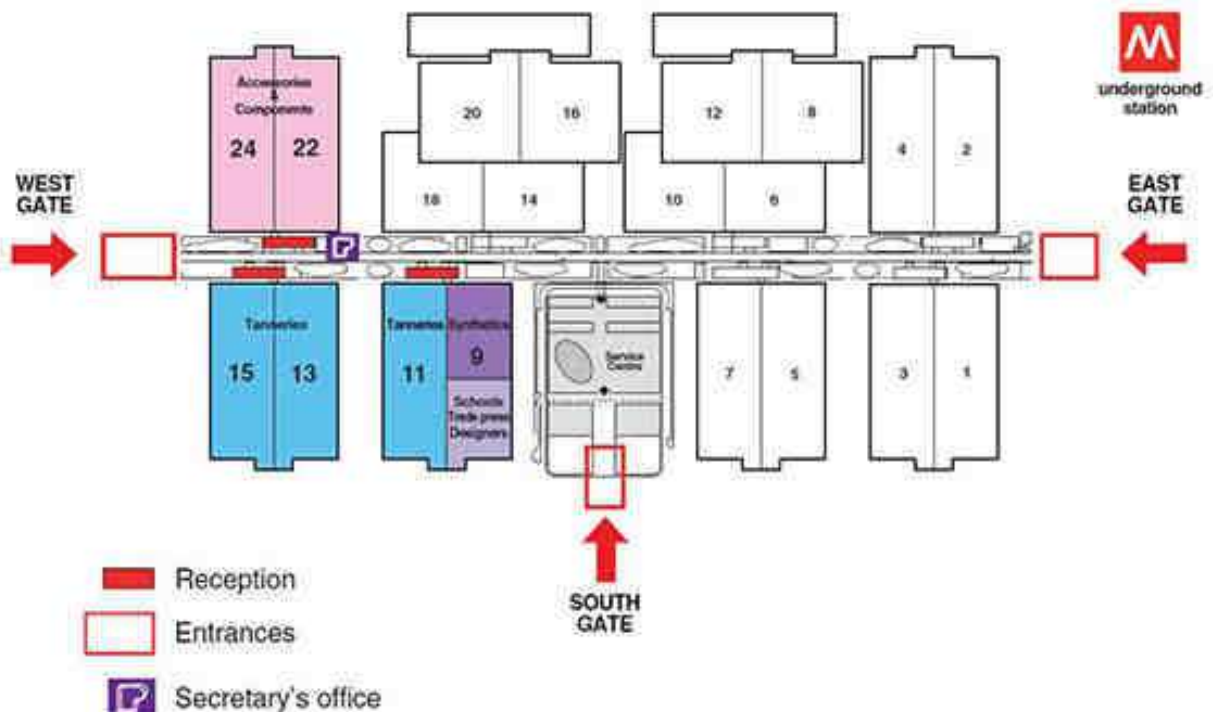 M
underground
station
Accessories
&
Components
24 22
20 16
12 8
4 2
18 14
10 6
WEST
GATE
EAST
GATE
Tanneries
15 13
Tanneries
11
Synthetics
9
Schools
Trade press
Designers
Service
Centre
7 5
3 1
SOUTH
GATE
Reception
Entrances
Secretary's office